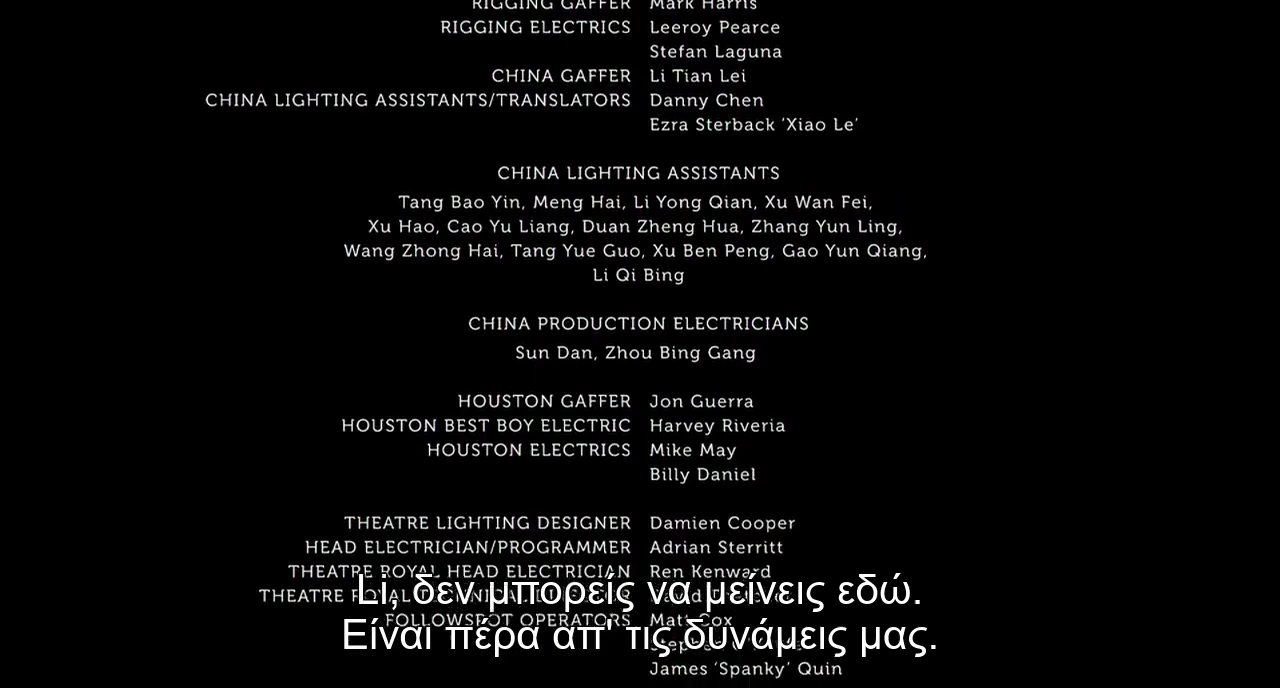 RIGGING GAFFER Mark Harris
RIGGING ELECTRICS Leeroy Pearce
Stefan Laguna
CHINA GAFFER Li Tian Lei
CHINA LIGHTING ASSISTANTS/TRANSLATORS Danny Chen
Ezra Sterback ‘Xiao Le’
CHINA LIGHTING ASSISTANTS
Tang Bao Yin, Meng Hai, Li Yong Qian, Xu Wan Fei,
Xu Hao, Cao Yu Liang, Duan Zheng Hua, Zhang Yun Ling,
Wang Zhong Hai, Tang Yue Guo, Xu Ben Peng, Gao Yun Qiang,
Li Qi Bing
CHINA PRODUCTION ELECTRICIANS
Sun Dan, Zhou Bing Gang
HOUSTON GAFFER Jon Guerra
HOUSTON BEST BOY ELECTRIC Harvey Riveria
HOUSTON ELECTRICS Mike May
Billy Daniel
THEATRE LIGHTING DESIGNER Damien Cooper
HEAD ELECTRICIAN/PROGRAMMER Adrian Sterritt
THEATRE ROYAL HEAD ELECTRICIAN Ren Kenward
THEATRE ROYAL
FOLLOWSPOT OPERATORS Matt Cox
James ‘Spanky’ Quin
Li, δεν μπορείς να μείνεις εδώ.
Είναι πέρα απ' τις δυνάμεις μας.